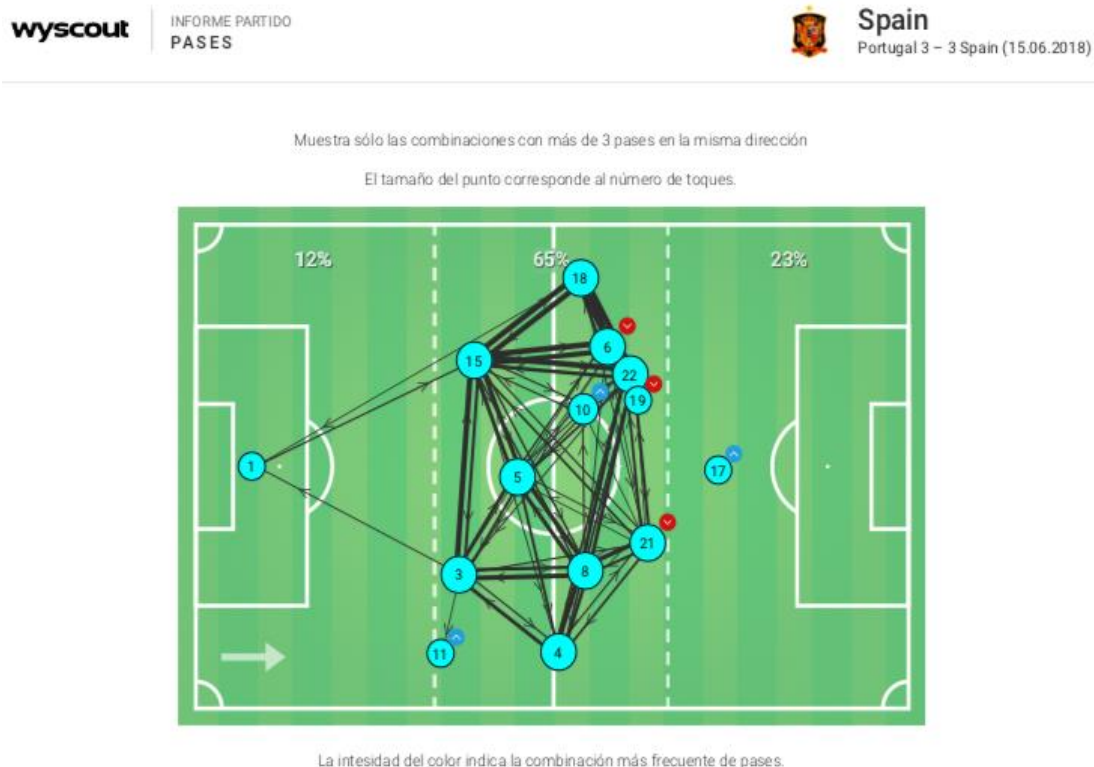 wyscout
INFORME PARTIDO
PASES
Spain
Portugal 3 – 3 Spain (15.06.2018)
Muestra sólo las combinaciones con más de 3 pases en la misma dirección
El tamaño del punto corresponde al número de toques.
12%
65%
23%
18
6
15
22
19
10
1
17
5
21
8
3
11
4
La intesidad del color indica la combinación más frecuente de pases.